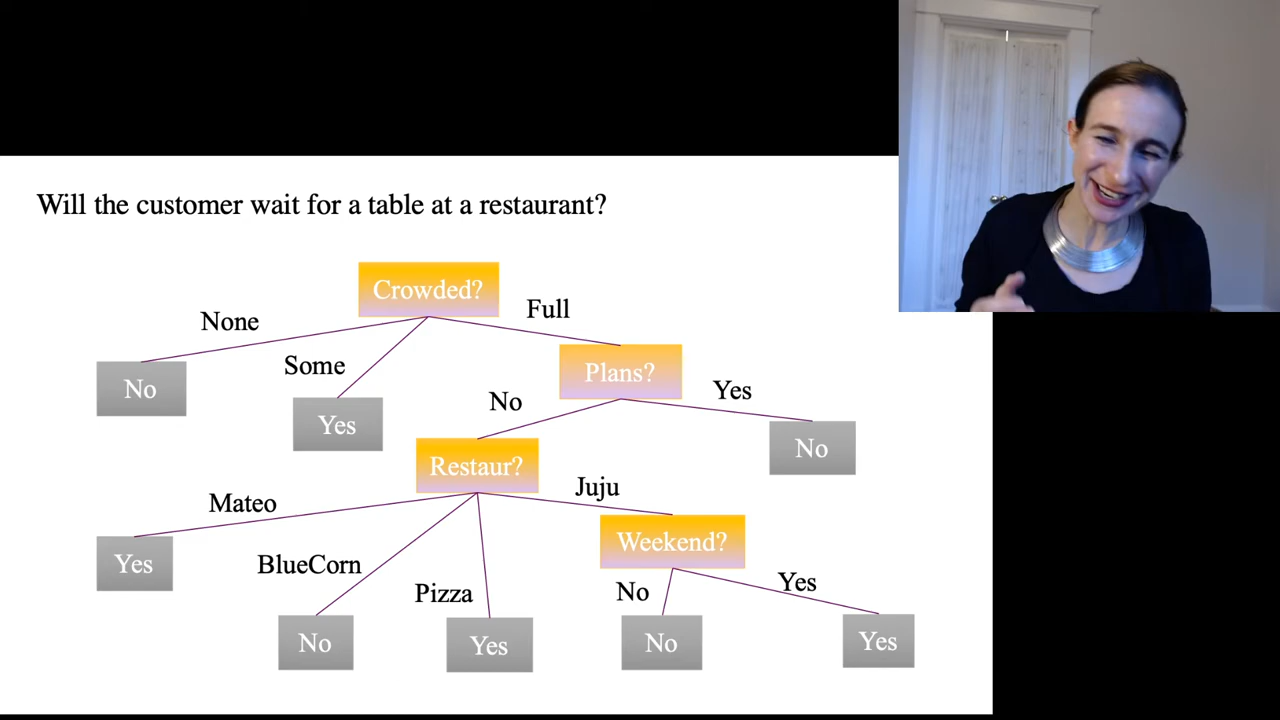 Will the customer wait for a table at a restaurant?
Crowded?
None
Some
Full
No
Yes
Plans?
No
Yes
No
Restaur?
Mateo
BlueCorn
Pizza
Juju
Yes
No
Yes
Weekend?
No
Yes
No
Yes